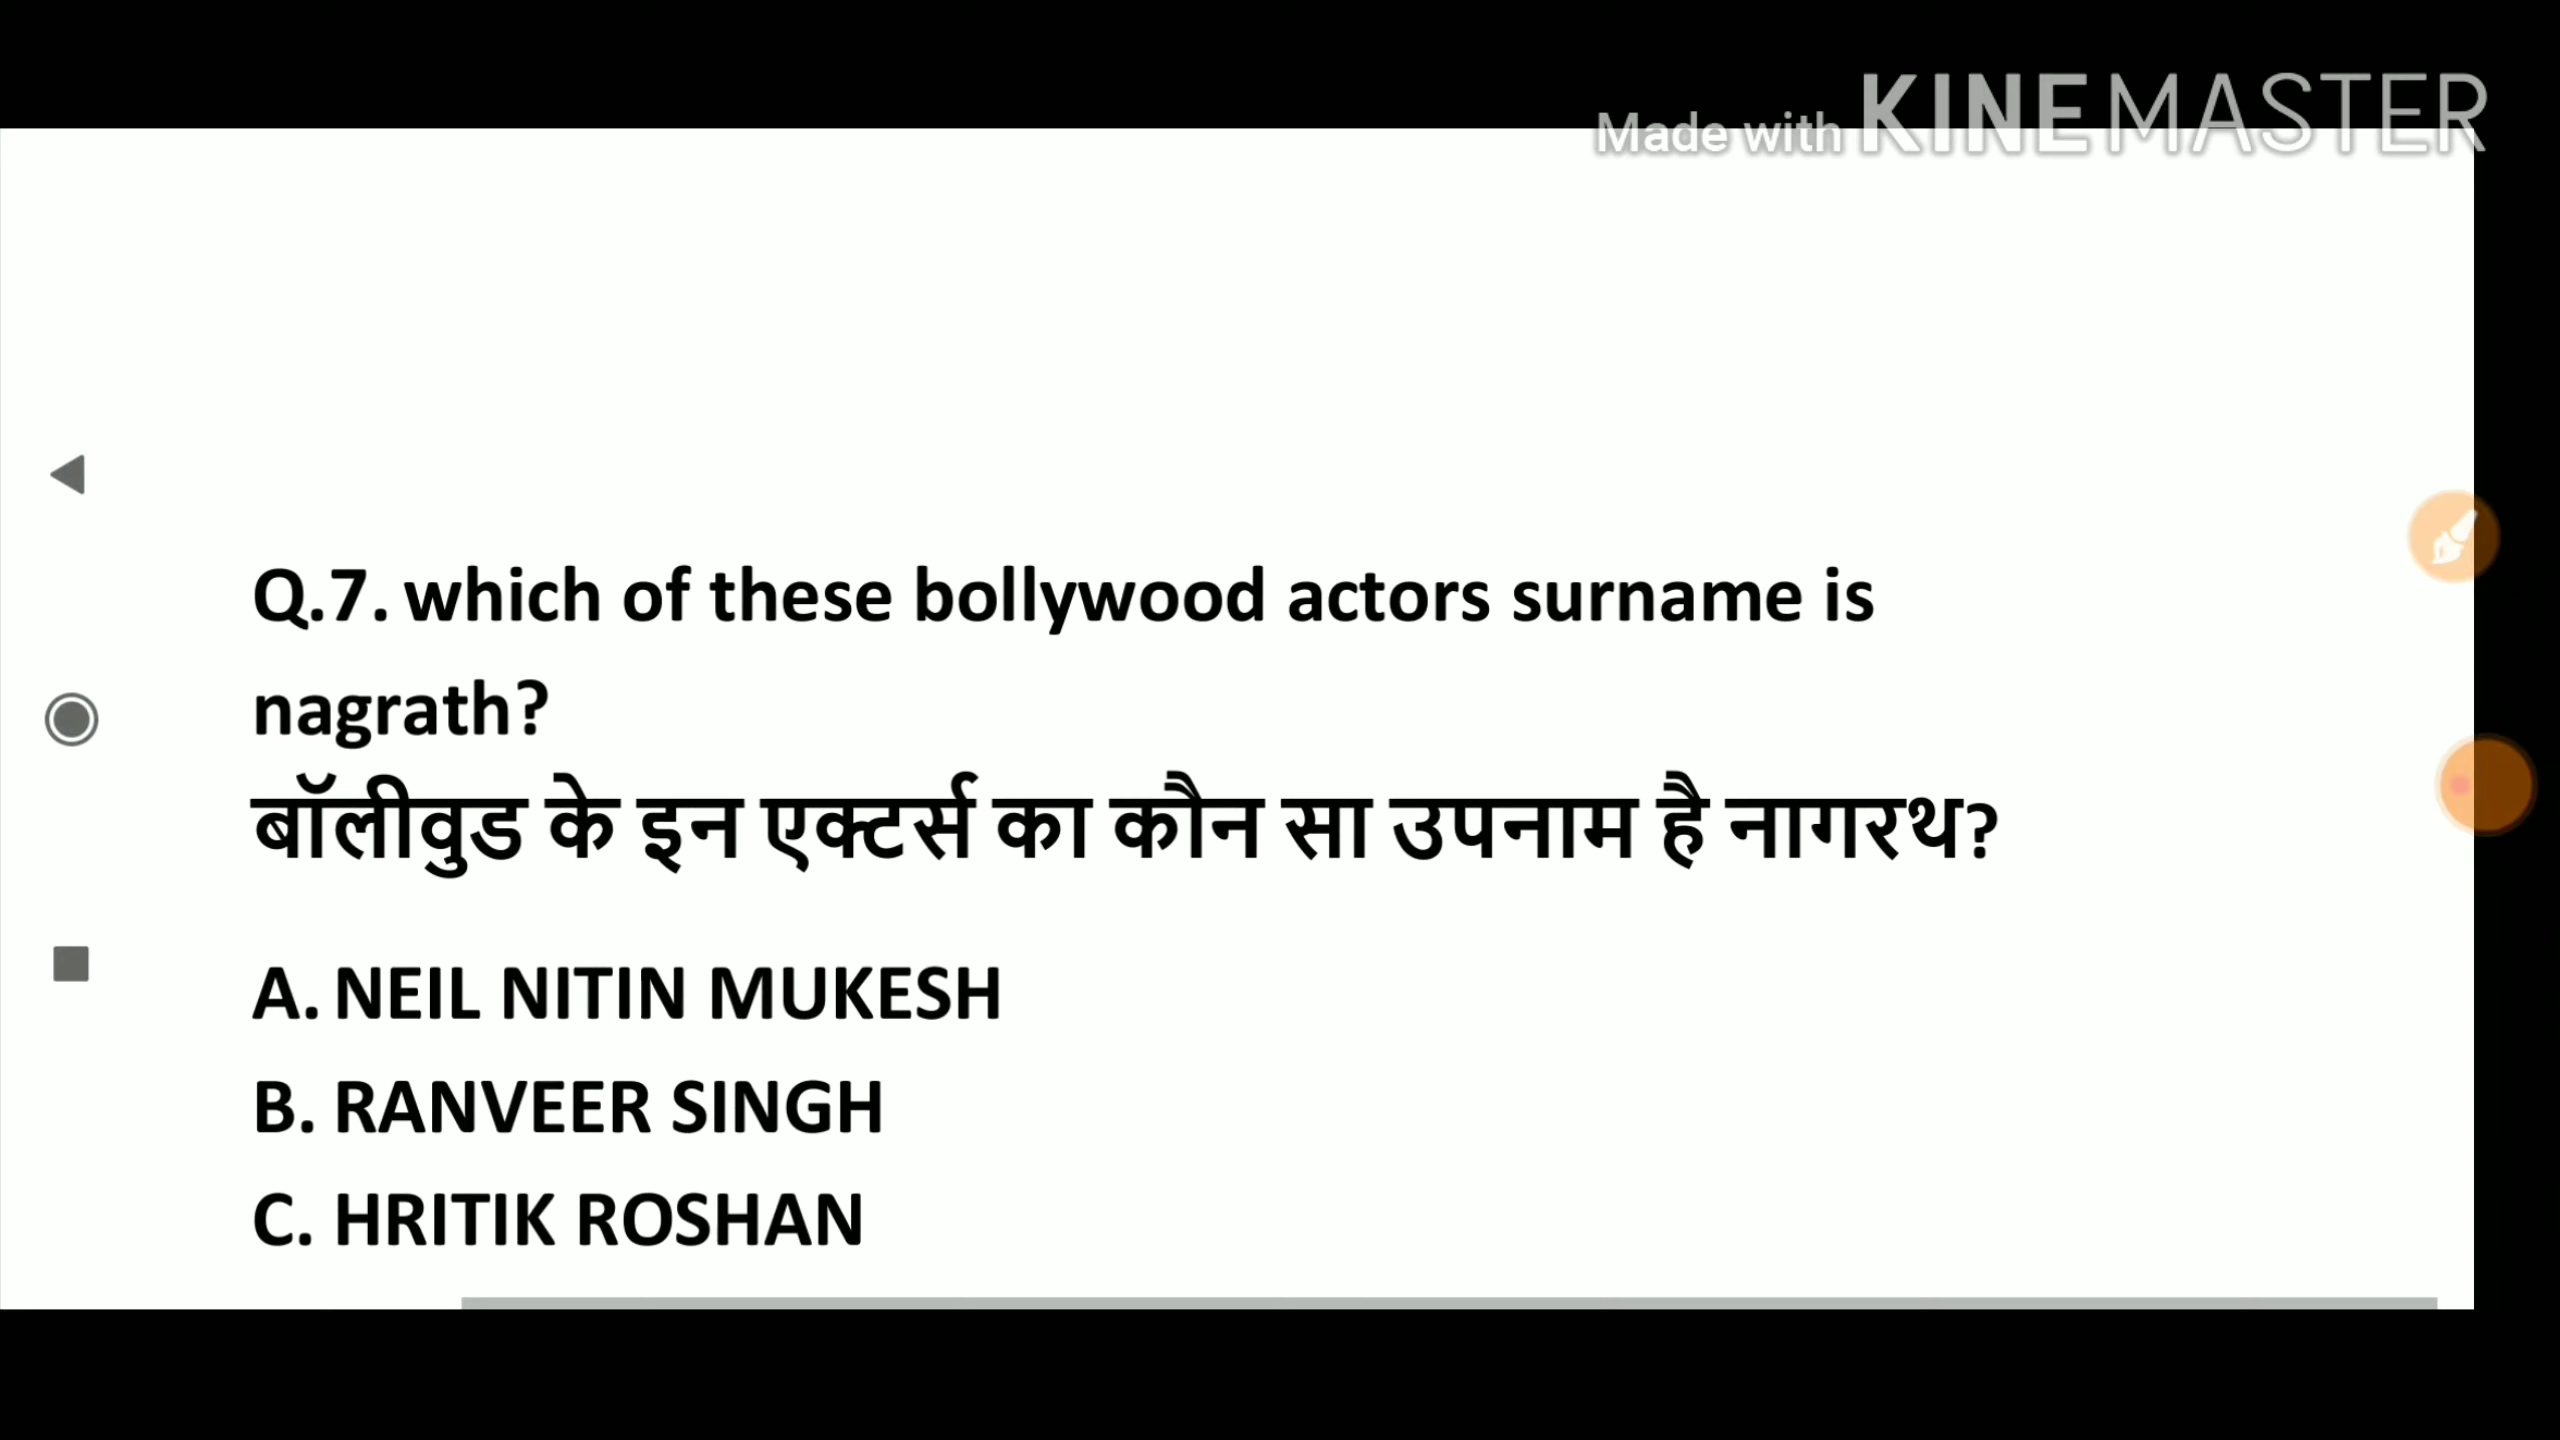 Made with KINEMASTER
Q.7. which of these bollywood actors surname is
nagrath?
बॉलीवुड के इन एक्टर्स का कौन सा उपनाम है नागरथ?
A. NEIL NITIN MUKESH
B. RANVEER SINGH
C. HRITIK ROSHAN